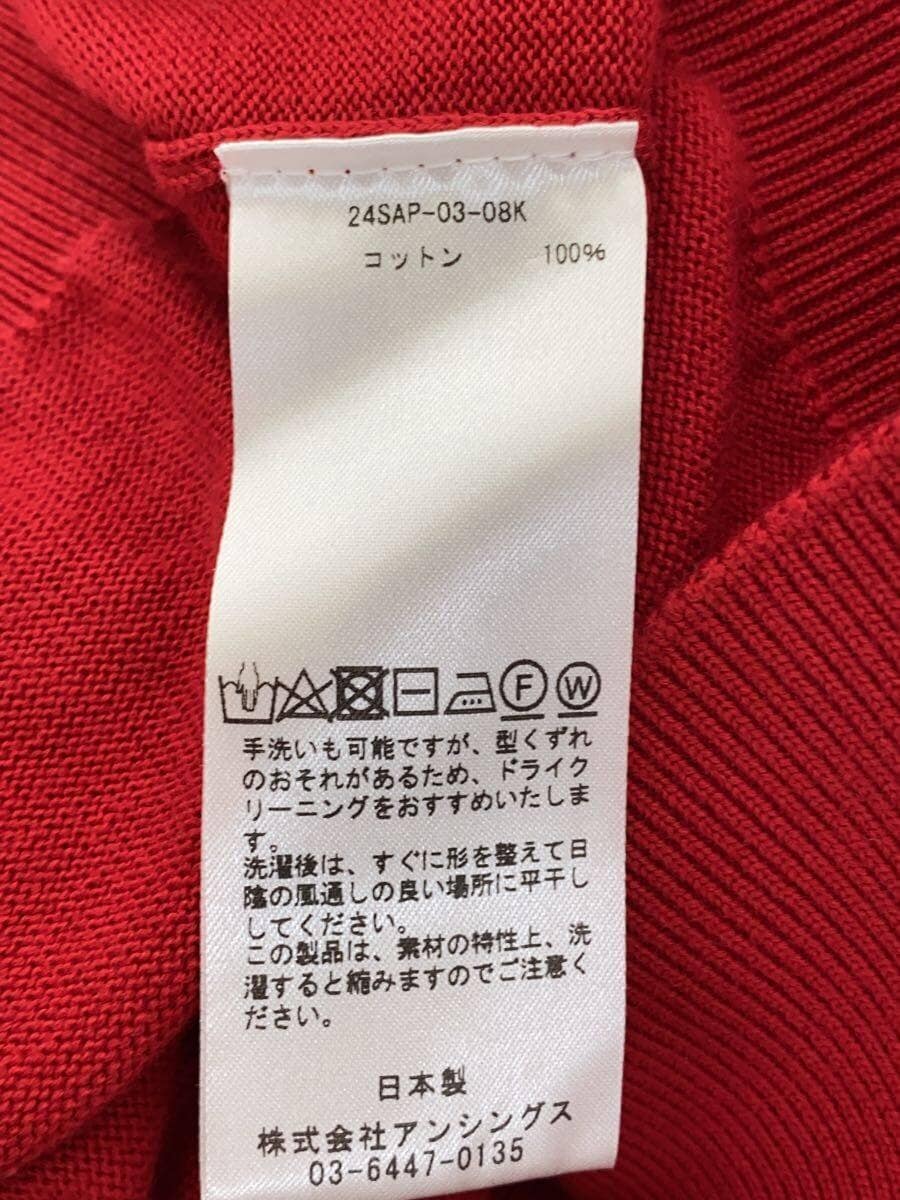 24SAP-03-08K
コットン 100%
F W
手洗いも可能ですが、型くずれ
のおそれがあるため、ドライク
リーニングをおすすめいたしま
す。
洗濯後は、すぐに形を整えて日
陰の風通しの良い場所に平干し
してください。
この製品は、素材の特性上、洗
濯すると縮みますのでご注意く
ださい。
日本製
株式会社アンシングス
03-6447-0135